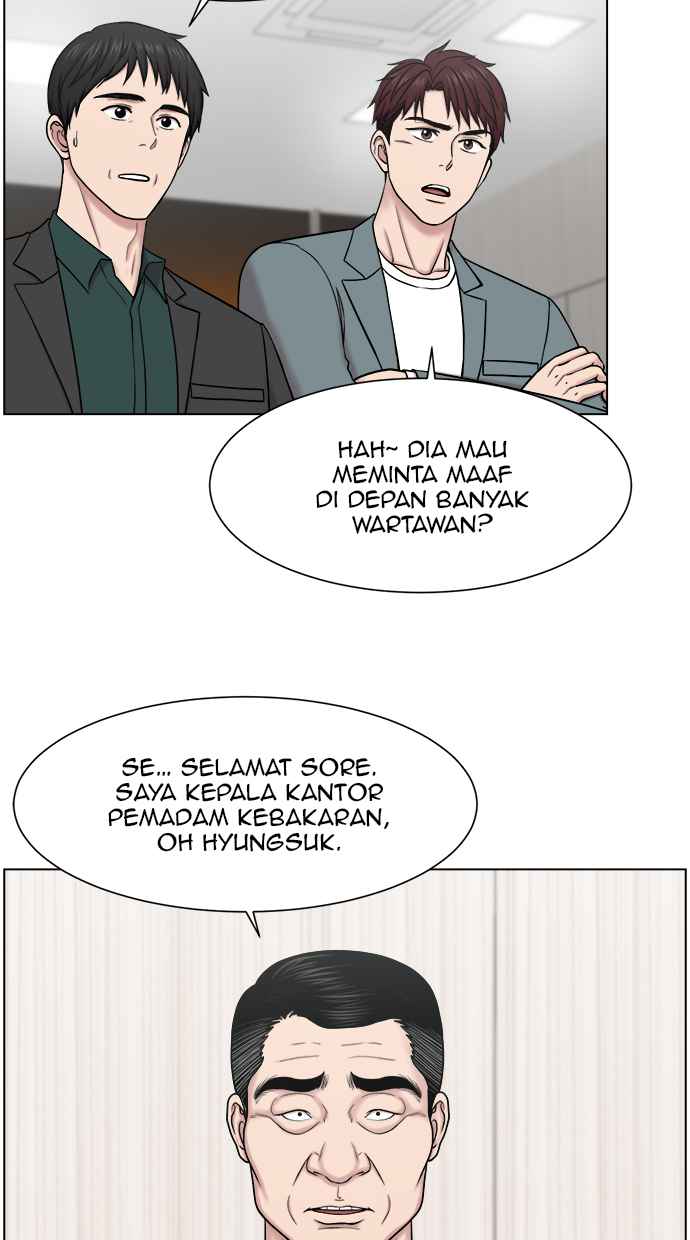 HAH~ DIA MAU
MEMINTA MAAF
DI DEPAN BANYAK
WARTAWAN?
SE... SELAMAT SORE.
SAYA KEPALA KANTOR
PEMADAM KEBAKARAN,
OH HYUNGSUK.